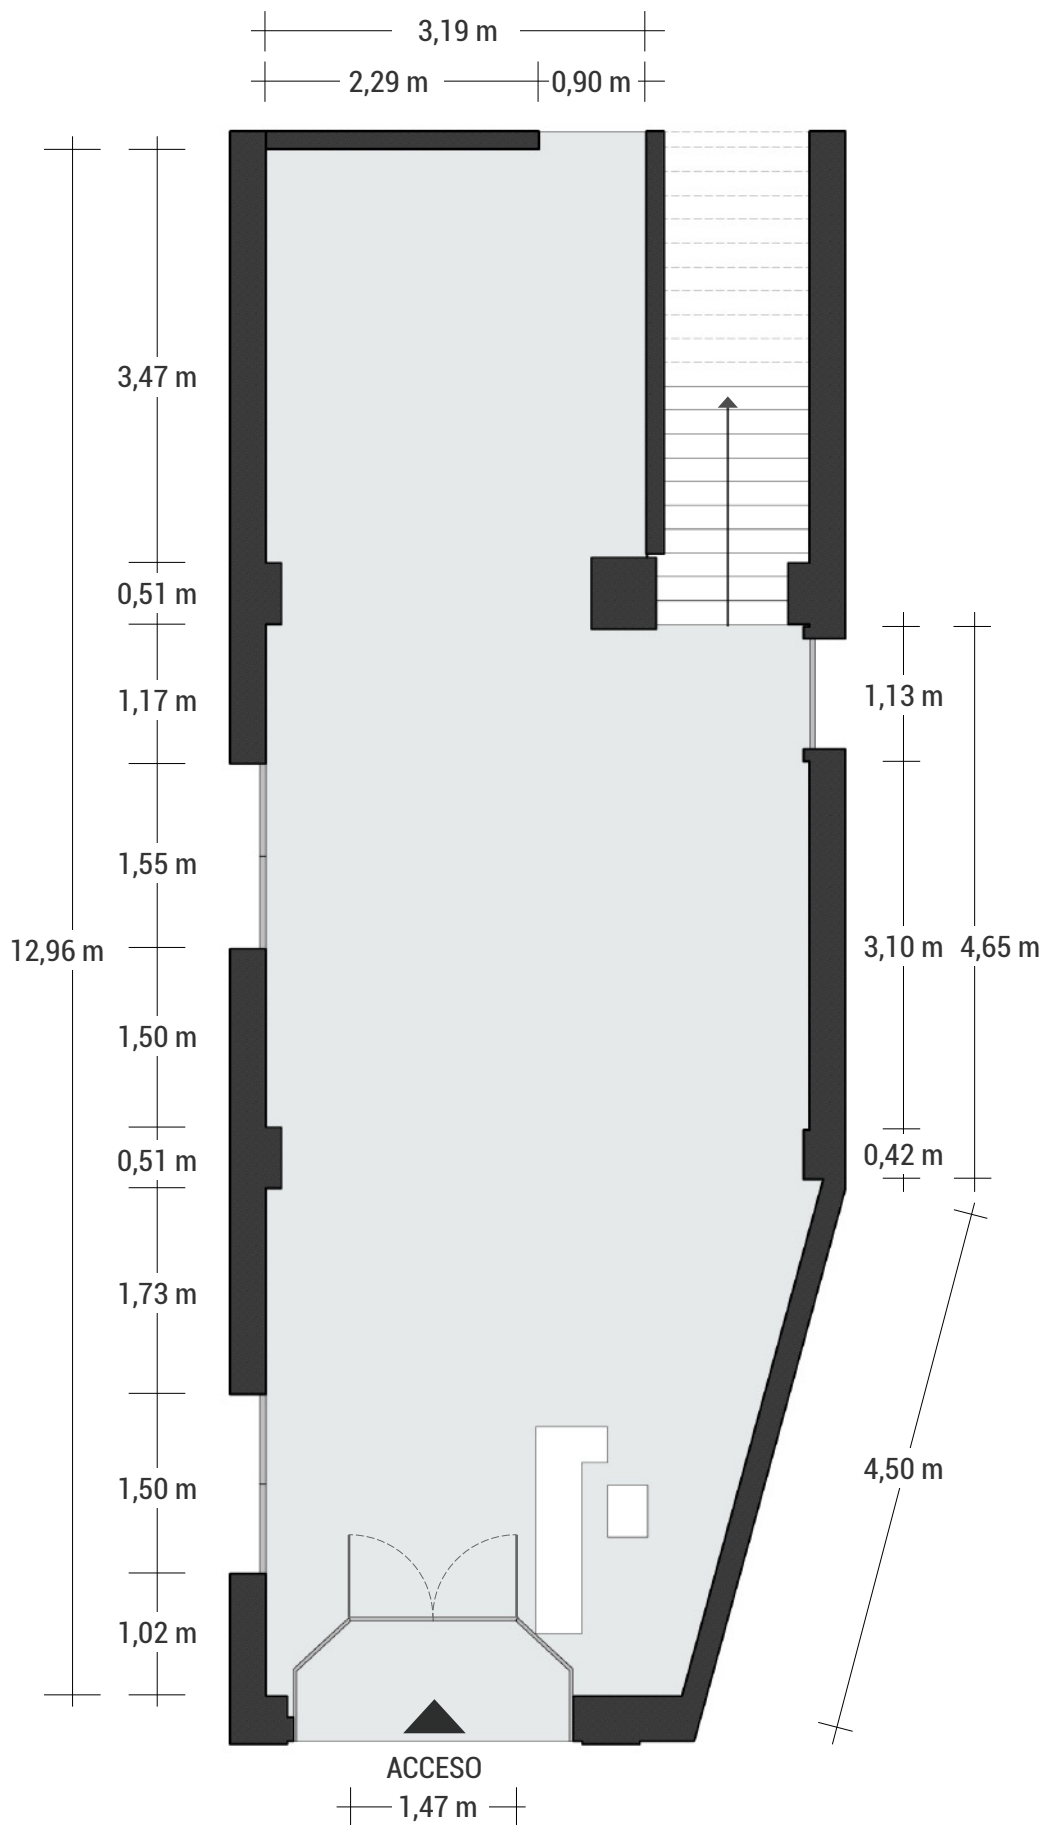 3,19 m
2,29 m
0,90 m
3,47 m
0,51 m
1,17 m
1,13 m
1,55 m
12,96 m
3,10 m
4,65 m
1,50 m
0,51 m
0,42 m
1,73 m
4,50 m
1,50 m
1,02 m
ACCESO
1,47 m